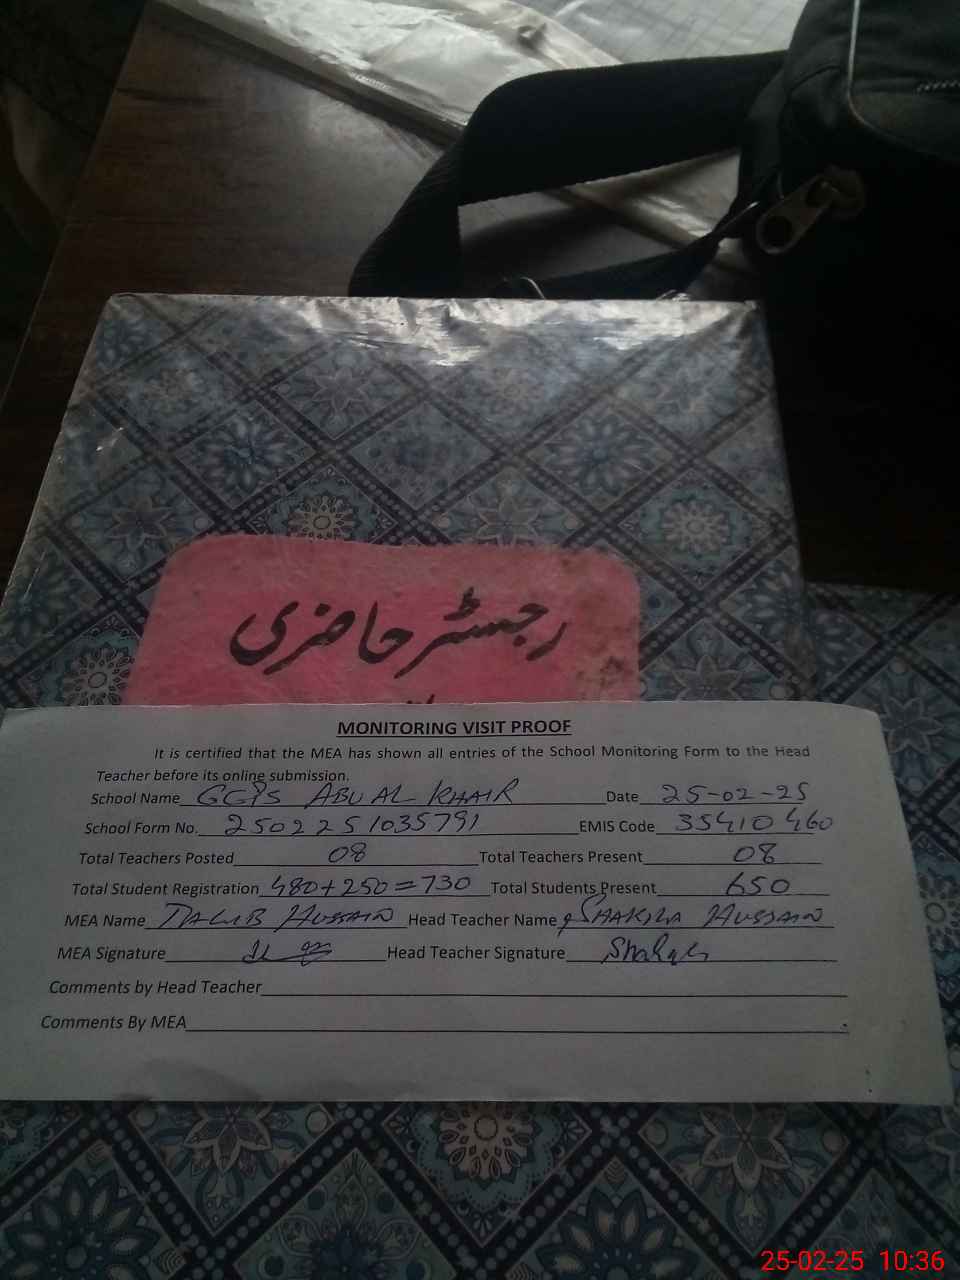 رجسٹر حاضری
MONITORING VISIT PROOF
It is certified that the MEA has shown all entries of the School Monitoring Form to the Head
Teacher before its online submission.
School Name GGPS ABU AL KHAIR Date 25-02-25
School Form No. 2502251035791 EMIS Code 35410460
Total Teachers Posted 08 Total Teachers Present 08
Total Student Registration 480+250=730 Total Students Present 650
MEA Name TALIB HUSSAIN Head Teacher Name SHAKILA HUSSAIN
MEA Signature Head Teacher Signature
Comments by Head Teacher
Comments By MEA
25-02-25 10:36